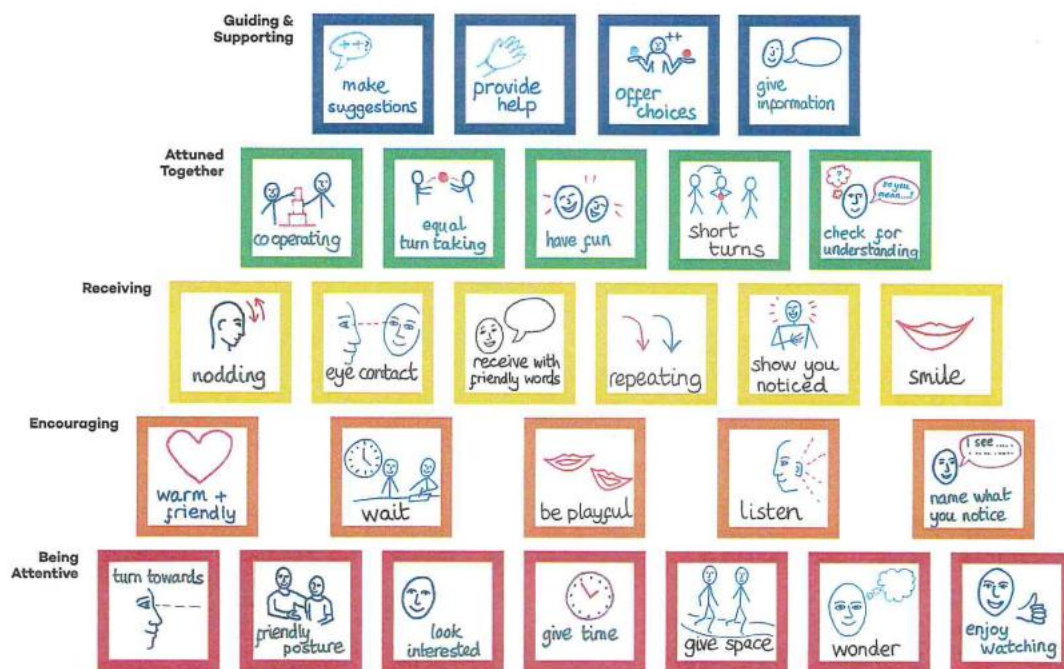 Guiding &
Supporting
++?
make
suggestions
provide
help
++
offer
choices
give
information
Attuned
Together
cooperating
equal
turn taking
have fun
short
turns
?
So you
mean...?
check for
understanding
Receiving
nodding
eye contact
receive with
friendly words
repeating
show you
noticed
smile
Encouraging
warm +
friendly
wait
be playful
listen
I see ....
name what
you notice
Being
Attentive
turn towards
friendly
posture
look
interested
give time
give space
wonder
enjoy
watching